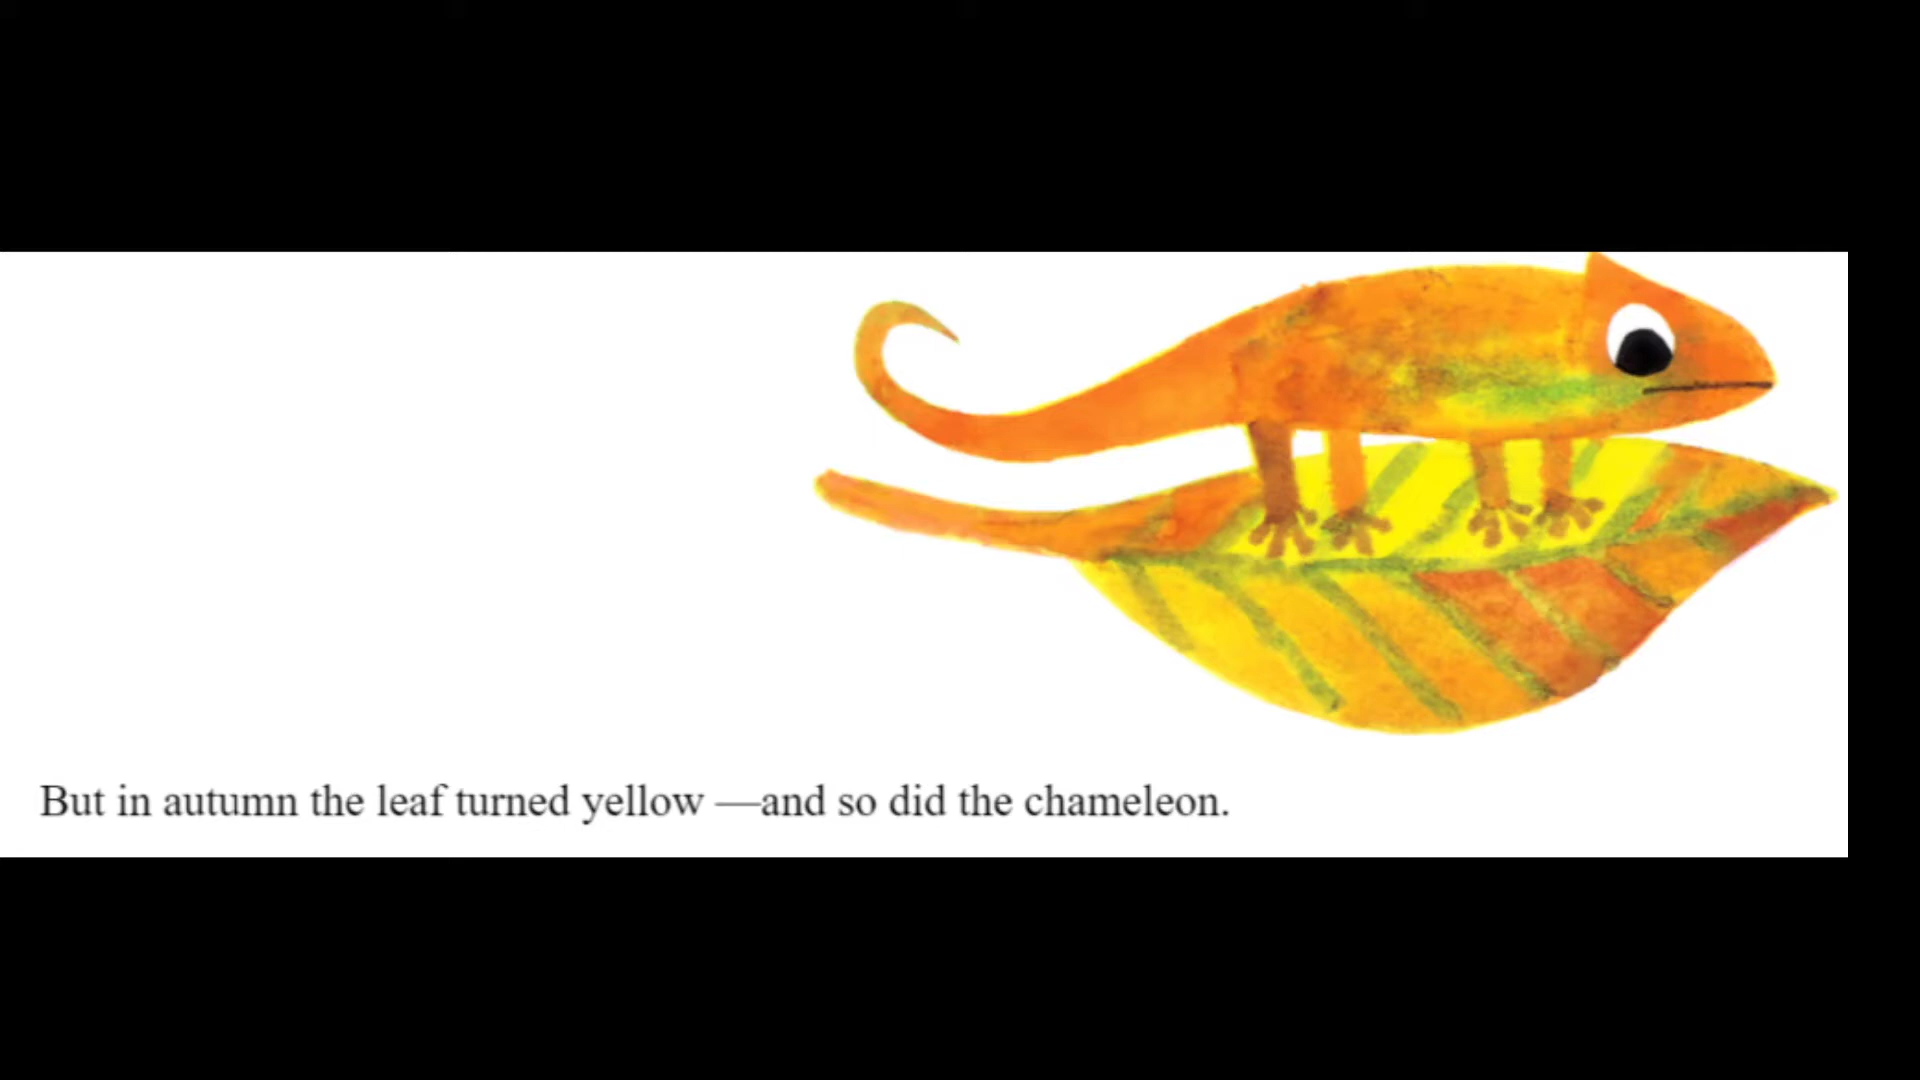 But in autumn the leaf turned yellow —and so did the chameleon.